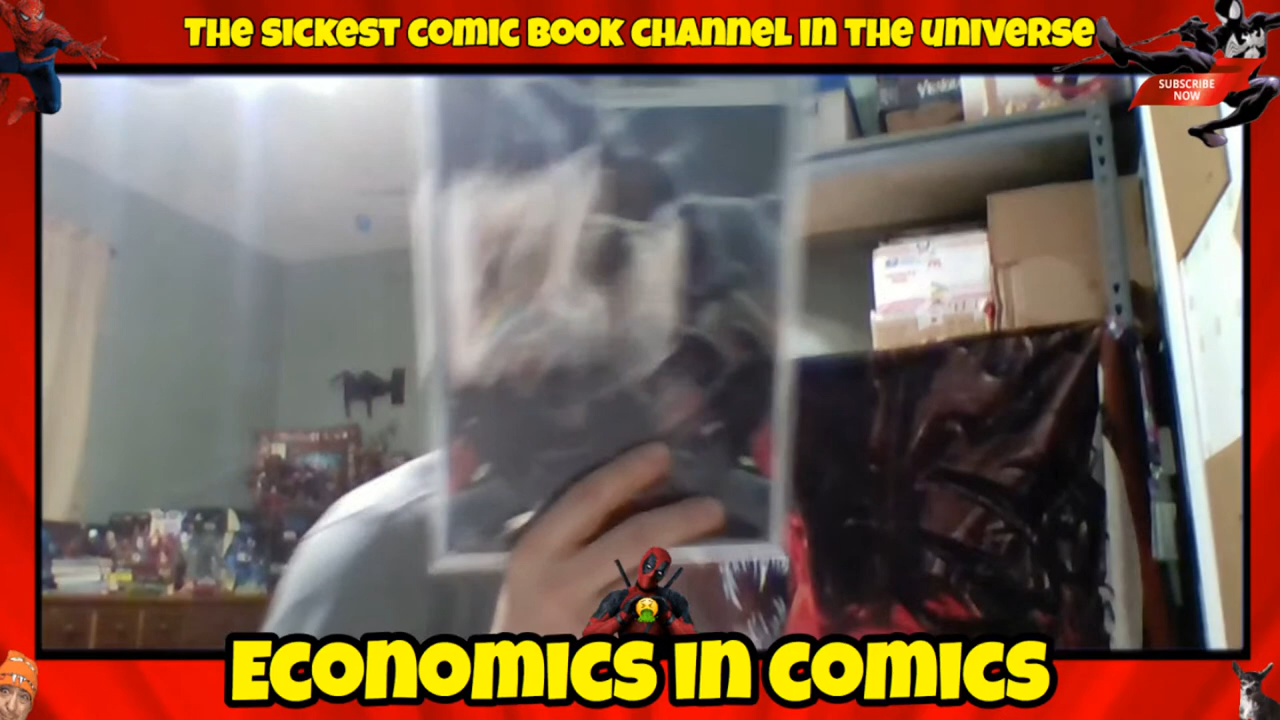 THE SICKEST COMIC BOOK CHANNEL IN THE UNIVERSE
SUBSCRIBE
NOW
ECONOMICS IN COMICS